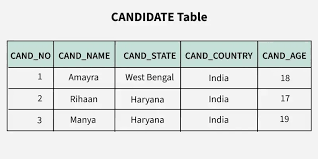 CANDIDATE Table
CAND_NO CAND_NAME CAND_STATE CAND_COUNTRY CAND_AGE
1 Amayra West Bengal India 18
2 Rihaan Haryana India 17
3 Manya Haryana India 19